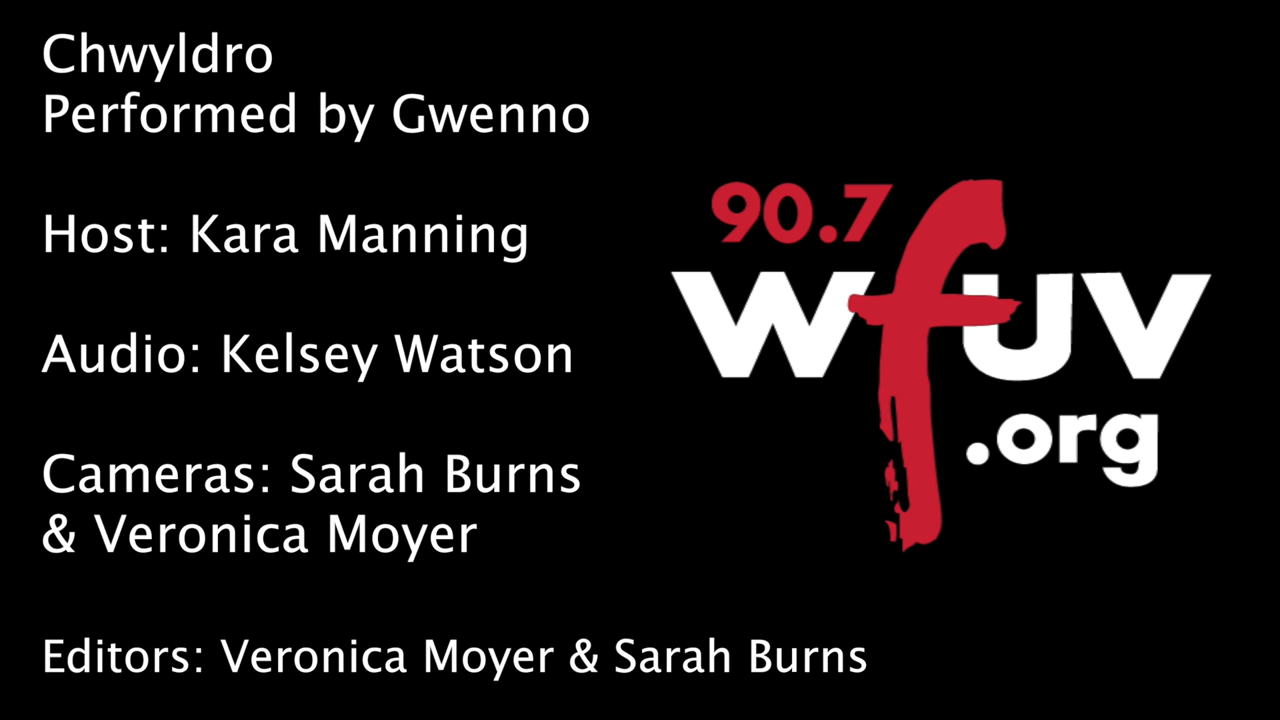 Chwyldro
Performed by Gwenno
Host: Kara Manning
Audio: Kelsey Watson
Cameras: Sarah Burns
& Veronica Moyer
Editors: Veronica Moyer & Sarah Burns
90.7
wfuv
.org